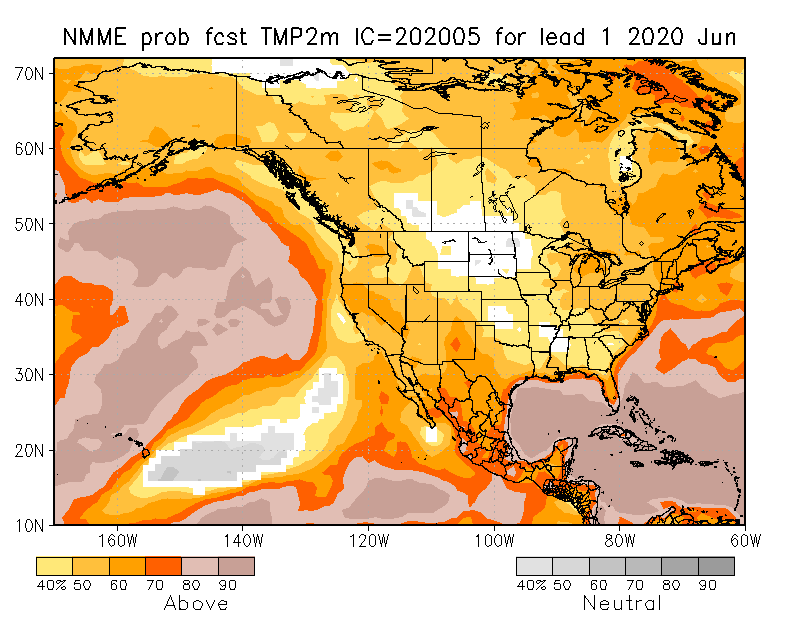 NMME prob fcst TMP2m IC=202005 for lead 1 2020 Jun
70N
60N
50N
40N
30N
20N
10N
160W 140W 120W 100W 80W 60W
40% 50 60 70 80 90 40% 50 60 70 80 90
Above Neutral